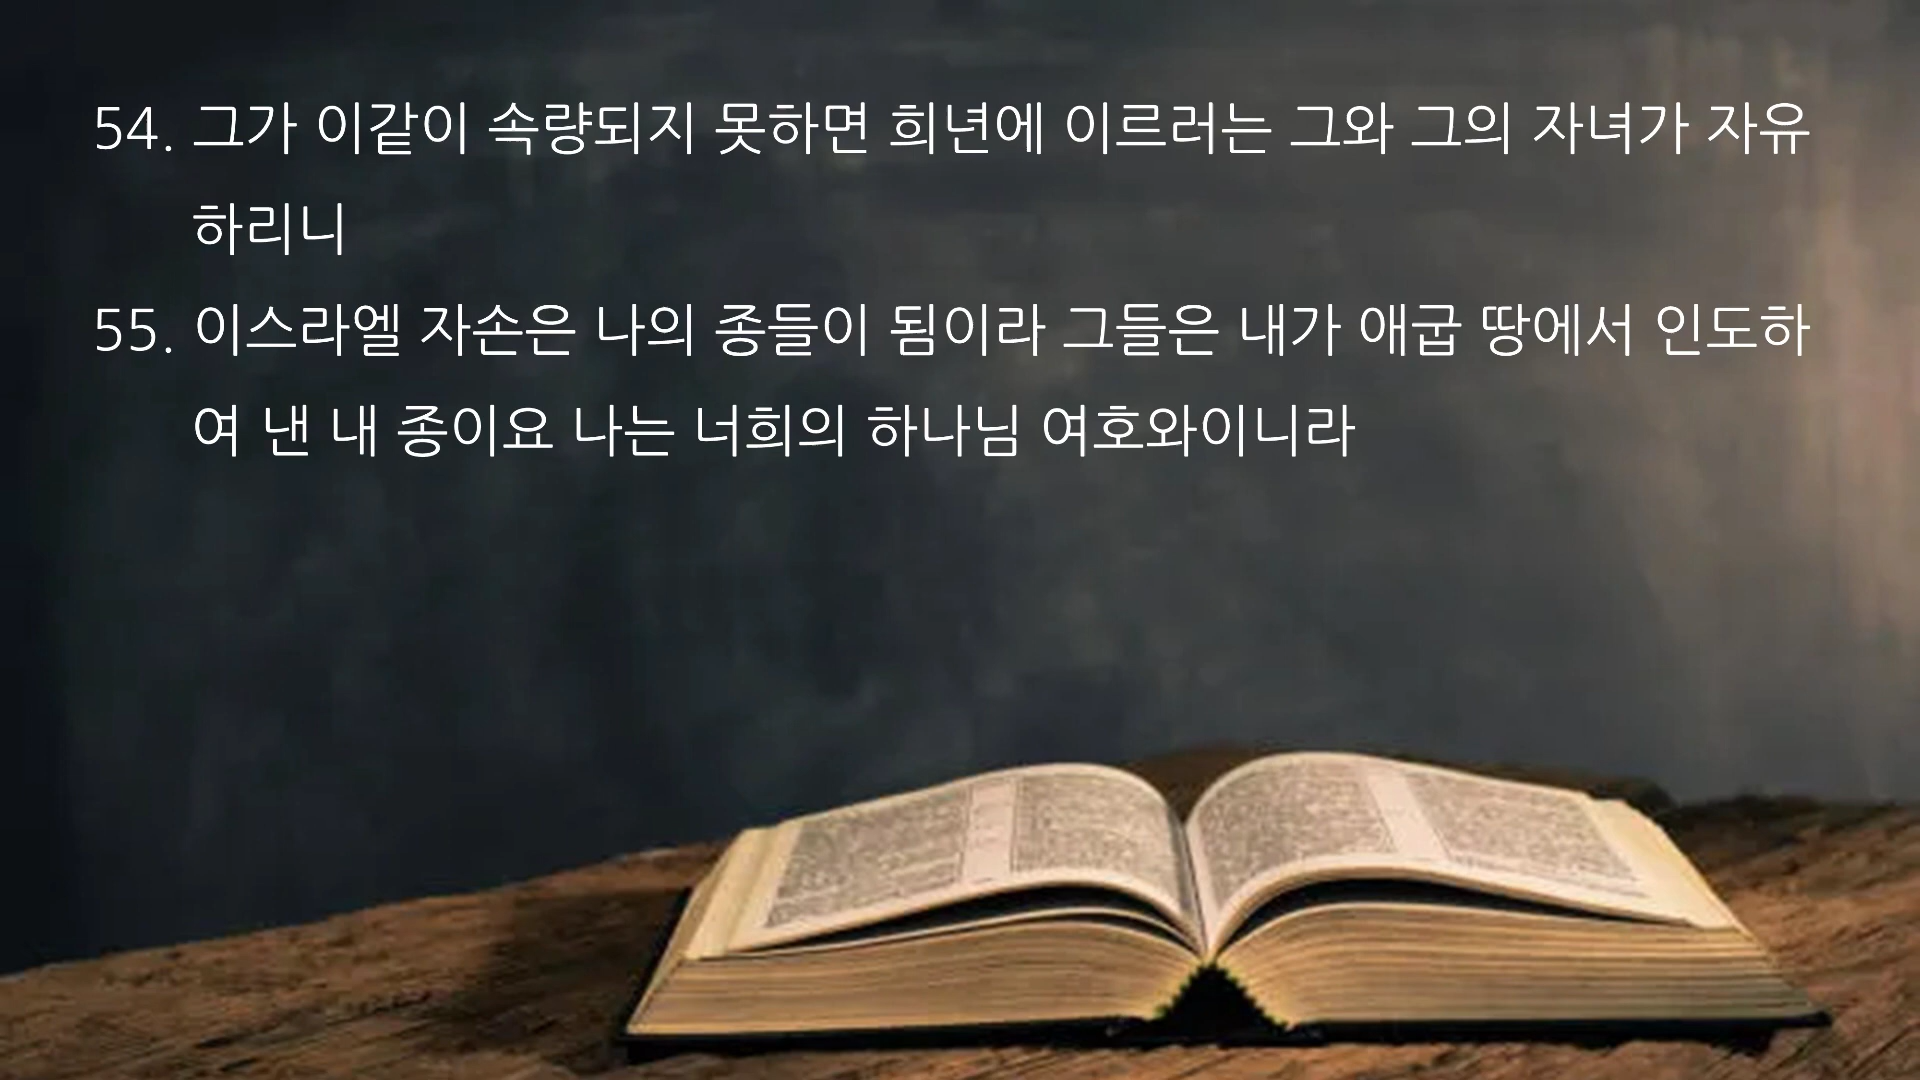 54. 그가 이같이 속량되지 못하면 희년에 이르러는 그와 그의 자녀가 자유
하리니
55. 이스라엘 자손은 나의 종들이 됨이라 그들은 내가 애굽 땅에서 인도하
여 낸 내 종이요 나는 너희의 하나님 여호와이니라